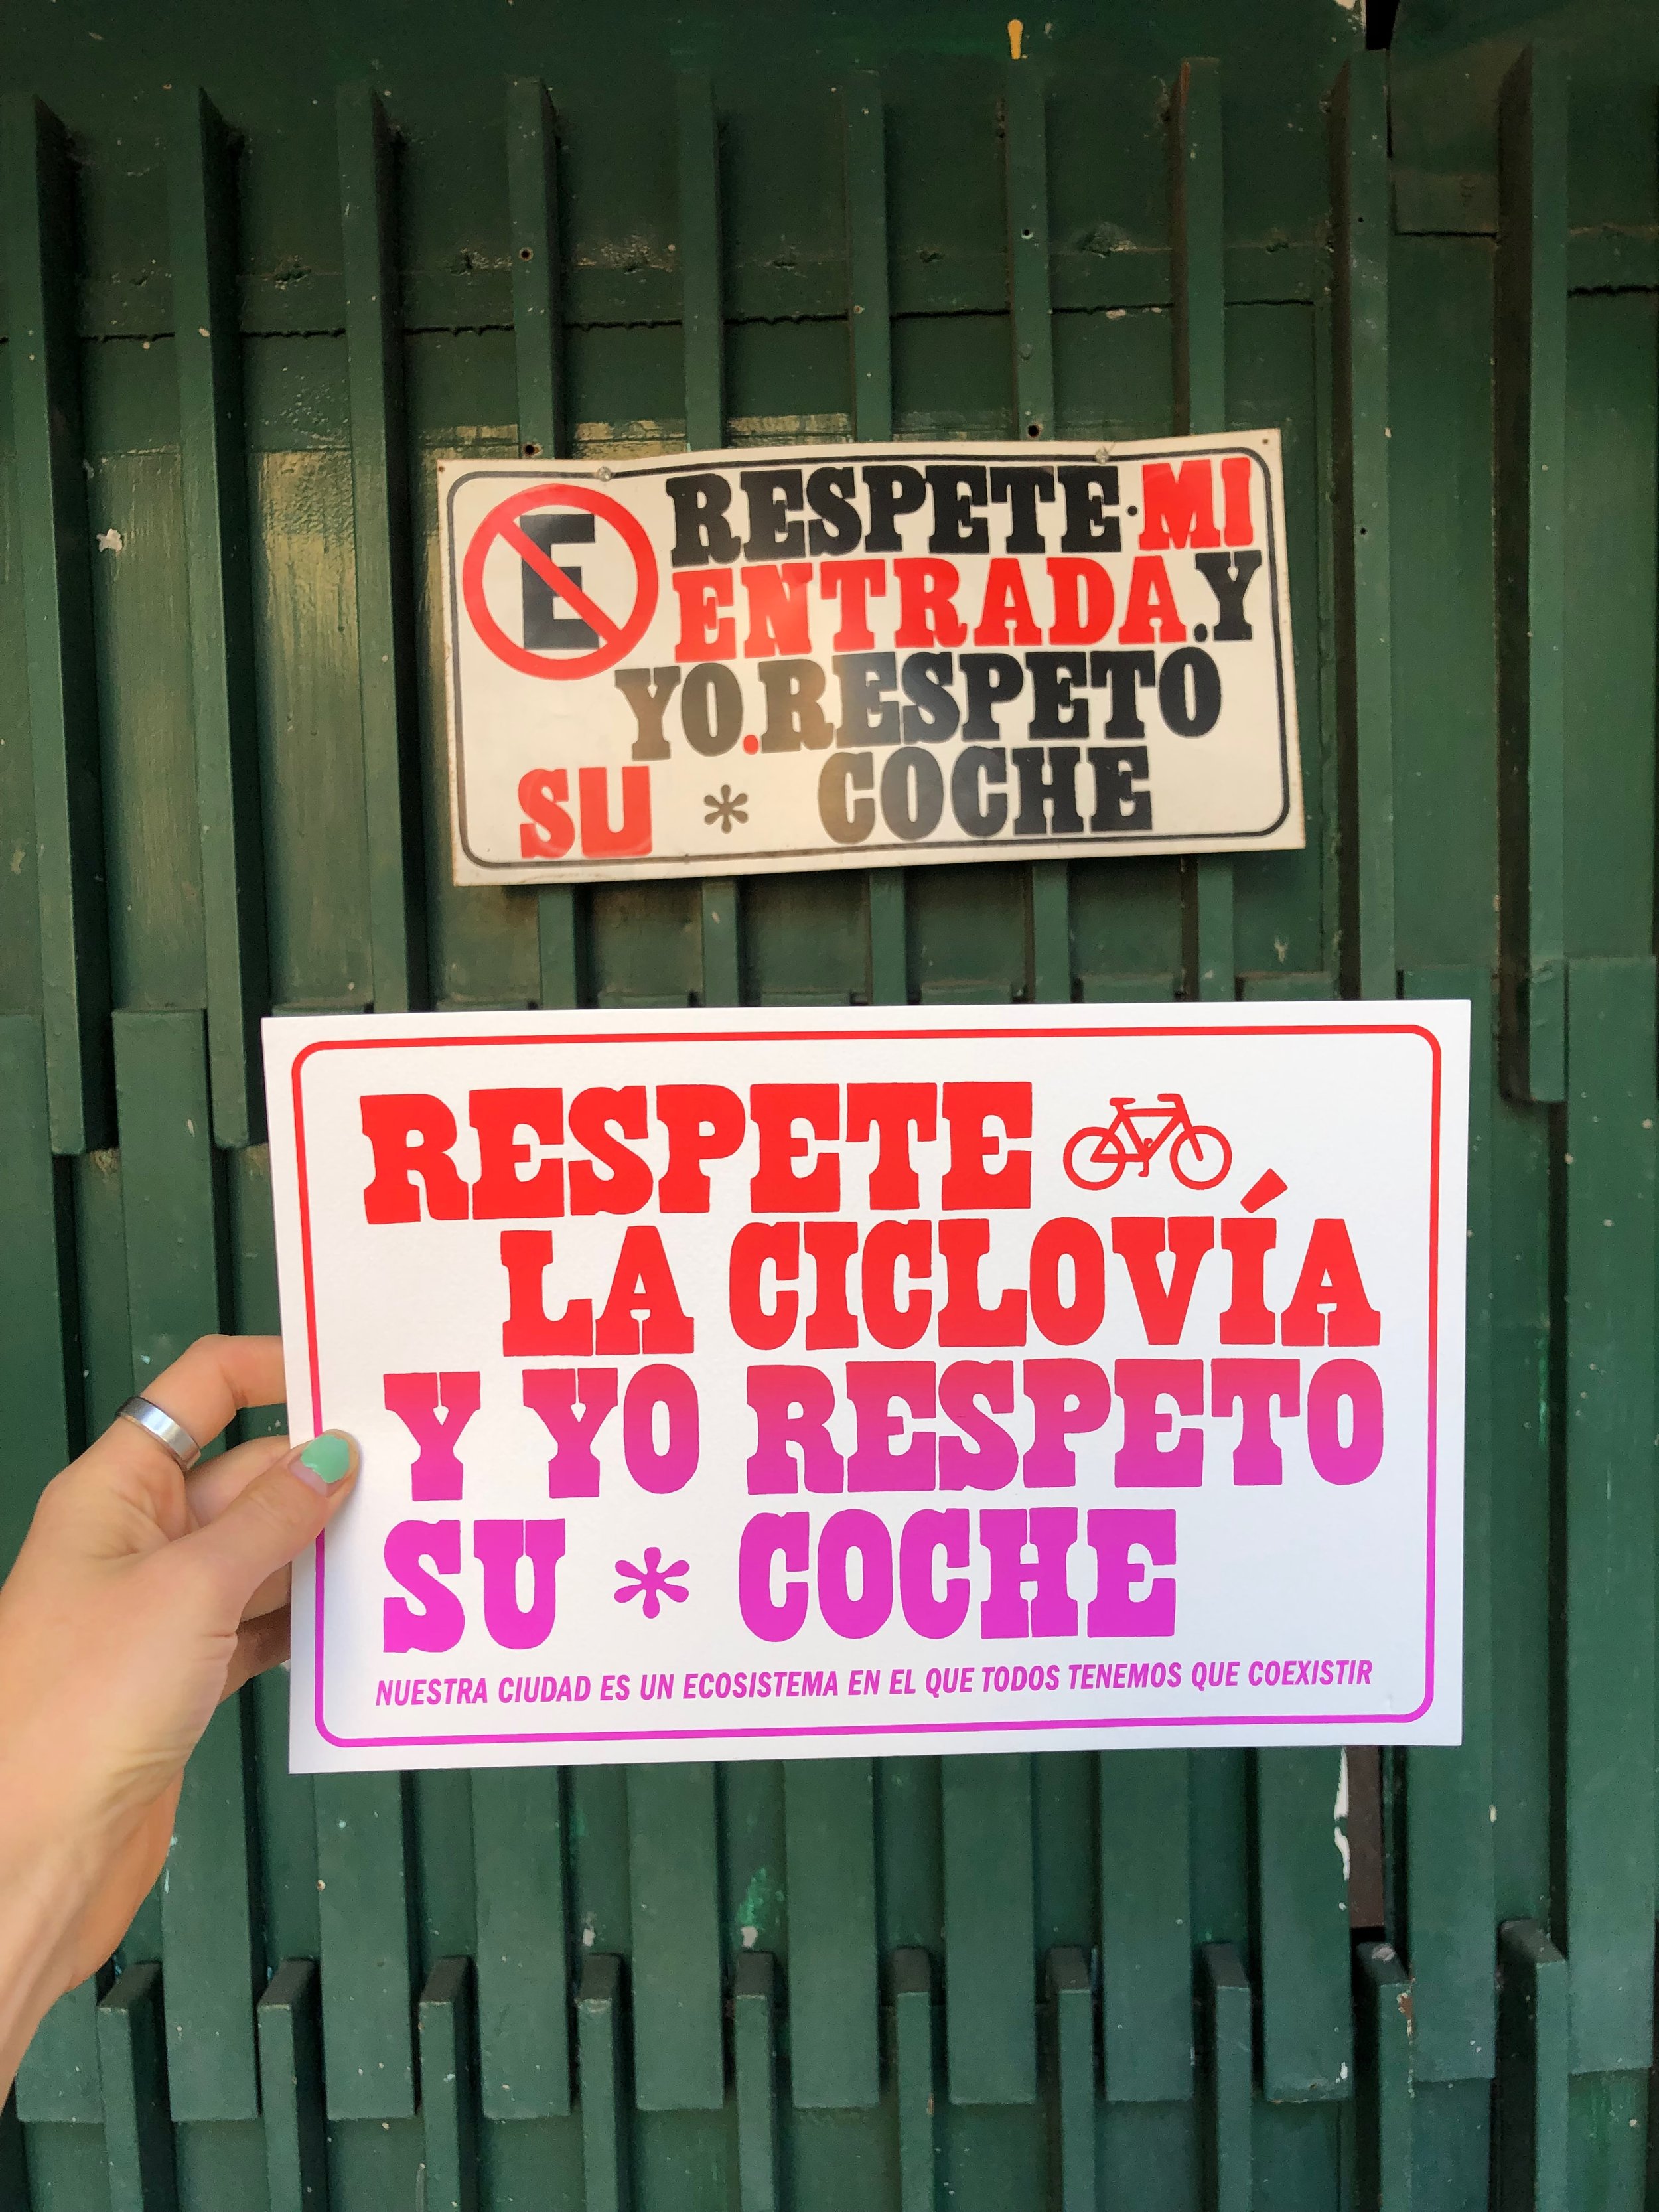 E RESPETE·MI
ENTRADA.Y
YO.RESPETO
SU * COCHE
RESPETE
LA CICLOVÍA
Y YO RESPETO
SU * COCHE
NUESTRA CIUDAD ES UN ECOSISTEMA EN EL QUE TODOS TENEMOS QUE COEXISTIR